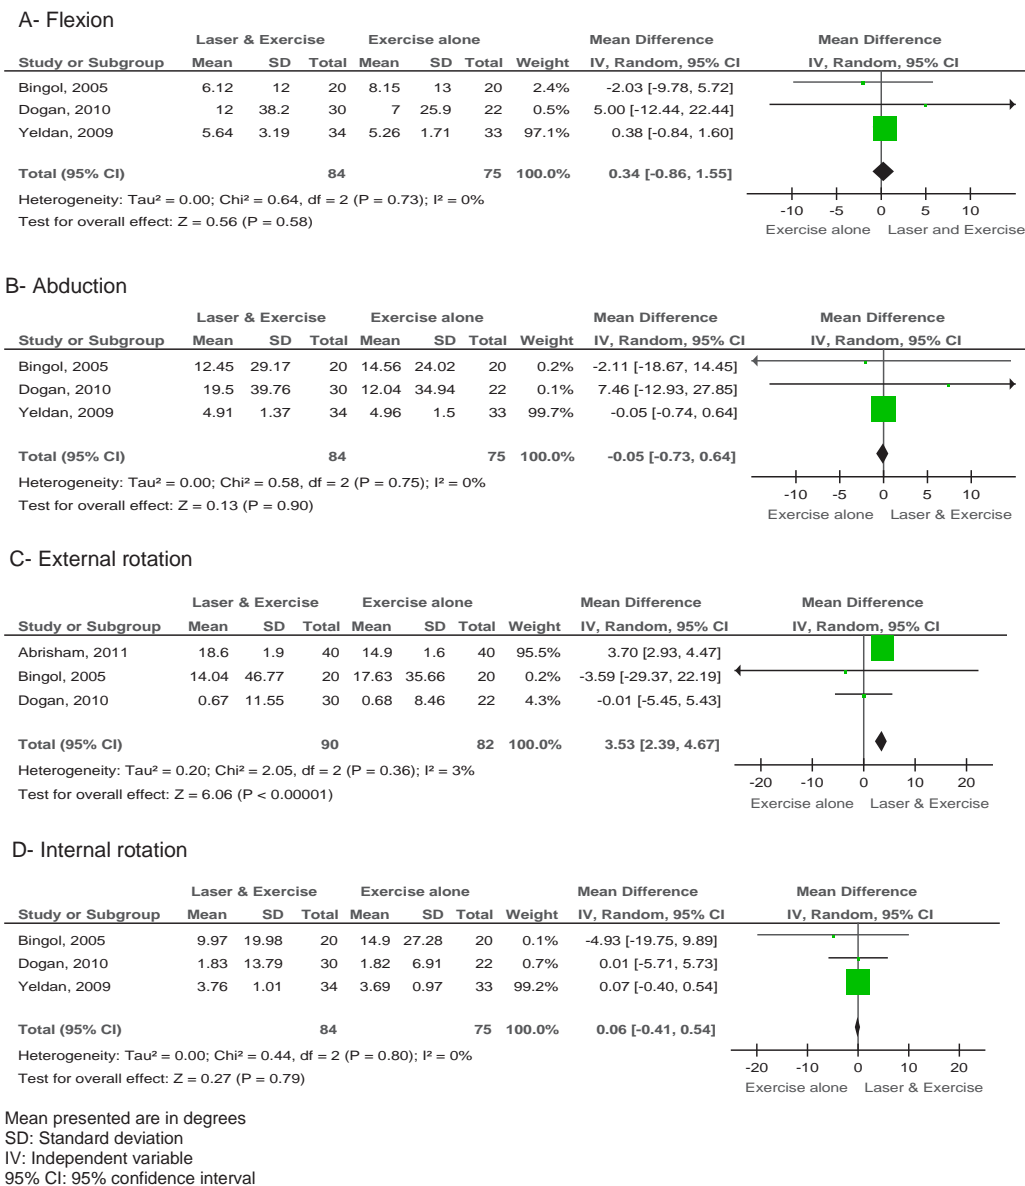 A- Flexion
Laser & Exercise Exercise alone Mean Difference Mean Difference
Study or Subgroup Mean SD Total Mean SD Total Weight IV, Random, 95% CI IV, Random, 95% CI
Bingol, 2005 6.12 12 20 8.15 13 20 2.4% -2.03 [-9.78, 5.72]
Dogan, 2010 12 38.2 30 7 25.9 22 0.5% 5.00 [-12.44, 22.44]
Yeldan, 2009 5.64 3.19 34 5.26 1.71 33 97.1% 0.38 [-0.84, 1.60]
Total (95% CI) 84 75 100.0% 0.34 [-0.86, 1.55]
Heterogeneity: Tau² = 0.00; Chi² = 0.64, df = 2 (P = 0.73); I² = 0%
Test for overall effect: Z = 0.56 (P = 0.58)
-10 -5 0 5 10
Exercise alone Laser and Exercise
B- Abduction
Laser & Exercise Exercise alone Mean Difference Mean Difference
Study or Subgroup Mean SD Total Mean SD Total Weight IV, Random, 95% CI IV, Random, 95% CI
Bingol, 2005 12.45 29.17 20 14.56 24.02 20 0.2% -2.11 [-18.67, 14.45]
Dogan, 2010 19.5 39.76 30 12.04 34.94 22 0.1% 7.46 [-12.93, 27.85]
Yeldan, 2009 4.91 1.37 34 4.96 1.5 33 99.7% -0.05 [-0.74, 0.64]
Total (95% CI) 84 75 100.0% -0.05 [-0.73, 0.64]
Heterogeneity: Tau² = 0.00; Chi² = 0.58, df = 2 (P = 0.75); I² = 0%
Test for overall effect: Z = 0.13 (P = 0.90)
-10 -5 0 5 10
Exercise alone Laser & Exercise
C- External rotation
Laser & Exercise Exercise alone Mean Difference Mean Difference
Study or Subgroup Mean SD Total Mean SD Total Weight IV, Random, 95% CI IV, Random, 95% CI
Abrisham, 2011 18.6 1.9 40 14.9 1.6 40 95.5% 3.70 [2.93, 4.47]
Bingol, 2005 14.04 46.77 20 17.63 35.66 20 0.2% -3.59 [-29.37, 22.19]
Dogan, 2010 0.67 11.55 30 0.68 8.46 22 4.3% -0.01 [-5.45, 5.43]
Total (95% CI) 90 82 100.0% 3.53 [2.39, 4.67]
Heterogeneity: Tau² = 0.20; Chi² = 2.05, df = 2 (P = 0.36); I² = 3%
Test for overall effect: Z = 6.06 (P < 0.00001)
-20 -10 0 10 20
Exercise alone Laser & Exercise
D- Internal rotation
Laser & Exercise Exercise alone Mean Difference Mean Difference
Study or Subgroup Mean SD Total Mean SD Total Weight IV, Random, 95% CI IV, Random, 95% CI
Bingol, 2005 9.97 19.98 20 14.9 27.28 20 0.1% -4.93 [-19.75, 9.89]
Dogan, 2010 1.83 13.79 30 1.82 6.91 22 0.7% 0.01 [-5.71, 5.73]
Yeldan, 2009 3.76 1.01 34 3.69 0.97 33 99.2% 0.07 [-0.40, 0.54]
Total (95% CI) 84 75 100.0% 0.06 [-0.41, 0.54]
Heterogeneity: Tau² = 0.00; Chi² = 0.44, df = 2 (P = 0.80); I² = 0%
Test for overall effect: Z = 0.27 (P = 0.79)
-20 -10 0 10 20
Exercise alone Laser & Exercise
Mean presented are in degrees
SD: Standard deviation
IV: Independent variable
95% CI: 95% confidence interval